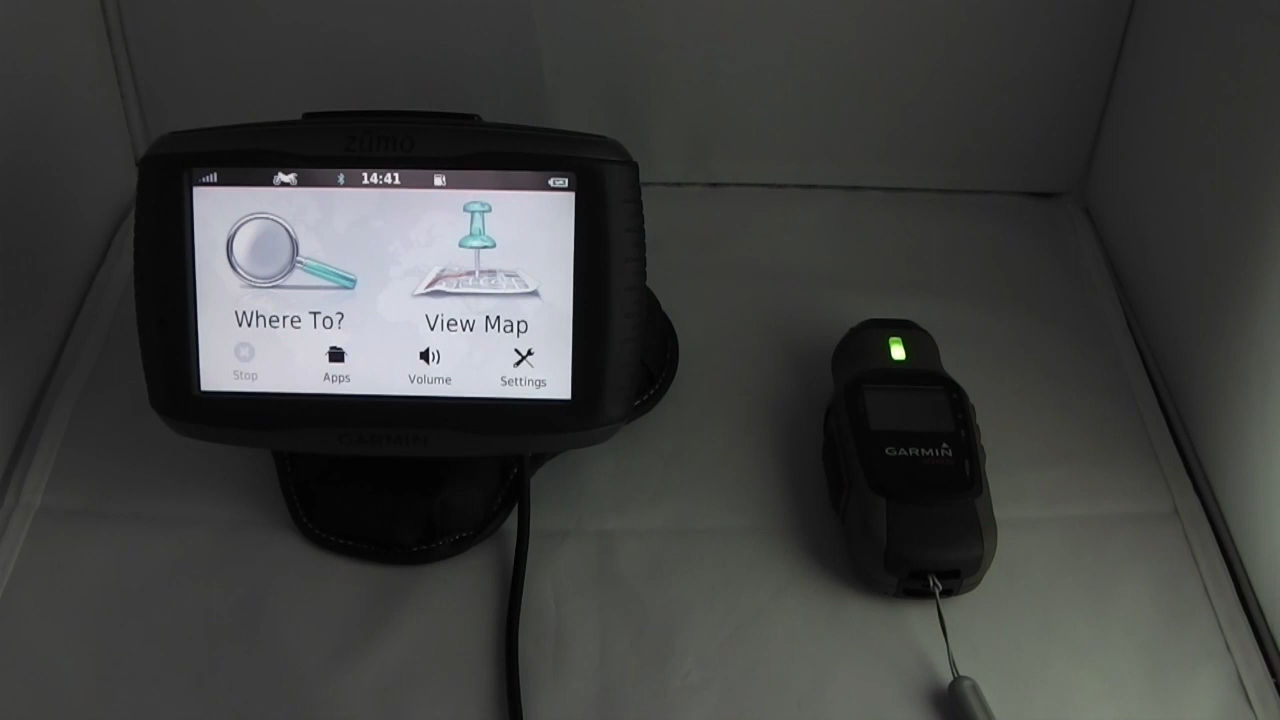 zūmo
14:41
Where To?
View Map
Stop
Apps
Volume
Settings
GARMIN
GARMIN